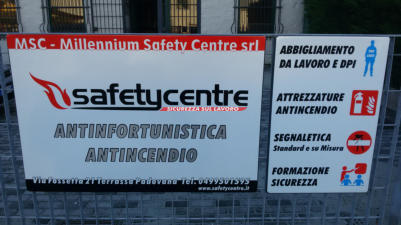 MSC - Millennium Safety Centre srl
safetycentre
SICUREZZA SUL LAVORO
ANTINFORTUNISTICA
ANTINCENDIO
Via Fossetta 21 Terrassa Padovana Tel. 0499501595
www.safetycentre.it
ABBIGLIAMENTO
DA LAVORO E DPI
ATTREZZATURE
ANTINCENDIO
SEGNALETICA
Standard e su Misura
FORMAZIONE
SICUREZZA